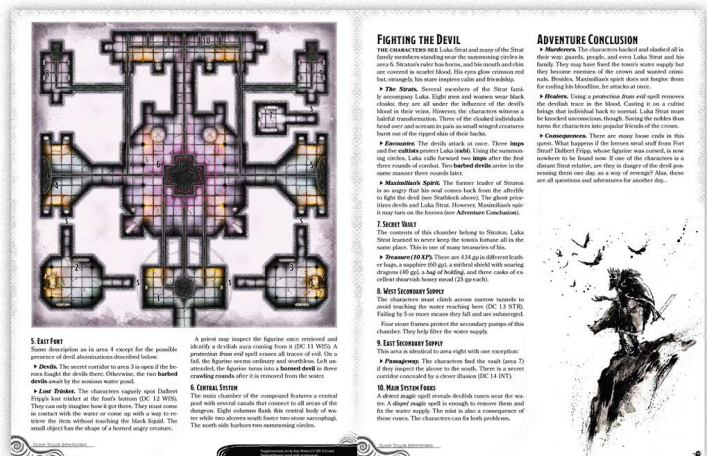 10
8
9
S
S
7
6
4
5
S
S
2
3
S
S
5. East Font
Same description as in area 4 except for the possible
presence of devil abominations described below.
‣ Devils. The secret corridor to area 3 is open if the he-
roes fought the devils there. Otherwise, the two barbed
devils await by the noxious water pond.
‣ Lost Trinket. The characters vaguely spot Dalbert
Fripp's lost trinket at the font's bottom (DC 12 WIS).
They can only imagine how it got there. They must come
in contact with the water or come up with a way to re-
trieve the item without touching the black liquid. The
small object has the shape of a horned angry creature.
A priest may inspect the figurine once retrieved and
identify a devilish aura coming from it (DC 11 WIS). A
protection from evil spell erases all traces of evil. On a
fail, the figurine seems ordinary and worthless. Left un-
attended, the figurine turns into a horned devil in three
crawling rounds after it is removed from the water.
6. Central System
The main chamber of the compound features a central
pool with several canals that connect to all areas of the
dungeon. Eight columns flank this central body of wa-
ter while two alcoves south foster two stone sarcophagi.
The north side harbors two summoning circles.
Fighting the Devil
THE CHARACTERS SEE Luka Strat and many of the Strat
family members standing near the summoning circles in
area 6. Straton's ruler has horns, and his mouth and chin
are covered in scarlet blood. His eyes glow crimson red
but, strangely, his stare inspires calm and friendship.
‣ The Strats. Several members of the Strat fami-
ly accompany Luka. Eight men and women wear black
cloaks; they are all under the influence of the devil's
blood in their veins. However, the characters witness a
baleful transformation. Three of the cloaked individuals
bend over and scream in pain as small winged creatures
burst out of the ripped skin of their backs.
‣ Encounter. The devils attack at once. Three imps
and five cultists protect Luka (cubi). Using the summon-
ing circles, Luka calls forward two imps after the first
three rounds of combat. Two barbed devils arrive in the
same manner three rounds later.
‣ Maximilian's Spirit. The former leader of Straton
is so angry that his soul comes back from the afterlife
to fight the devil (see Statblock above). The ghost prior-
itizes devils and Luka Strat. However, Maximilian's spir-
it may turn on the heroes (see Adventure Conclusion).
7. Secret Vault
The contents of this chamber belong to Straton. Luka
Strat learned to never keep the town's fortune all in the
same place. This is one of many treasuries of his.
‣ Treasure (10 XP). There are 434 gp in different leath-
er bags, a sapphire (60 gp), a mithral shield with soaring
dragons (40 gp), a bag of holding, and three casks of ex-
cellent dwarvish honey mead (25 gp each).
8. West Secondary Supply
The characters must climb across narrow tunnels to
avoid touching the water reaching here (DC 13 STR).
Failing by 5 or more means they fall and are submerged.
Four stone frames protect the secondary pumps of this
chamber. They help filter the water supply.
9. East Secondary Supply
This area is identical to area eight with one exception:
‣ Passageway. The characters find the vault (area 7)
if they inspect the alcove to the south. There is a secret
corridor concealed by a clever illusion (DC 14 INT).
10. Main System Forks
A detect magic spell reveals devilish runes near the wa-
ter. A dispel magic spell is enough to remove them and
fix the water supply. The mist is also a consequence of
those runes. The characters can fix both problems.
Adventure Conclusion
‣ Murderers. The characters hacked and slashed all in
their way: guards, people, and even Luka Strat and his
family. They may have fixed the town's water supply but
they become enemies of the crown and wanted crimi-
nals. Besides, Maximilian's spirit does not forgive them
for ending his bloodline, he attacks at once.
‣ Healers. Using a protection from evil spell removes
the devilish trace in the blood. Casting it on a cultist
brings that individual back to normal. Luka Strat must
be knocked unconscious, though. Saving the nobles thus
turns the characters into popular friends of the crown.
‣ Consequences. There are many loose ends in this
quest. What happens if the heroes steal stuff from Fort
Strat? Dalbert Fripp, whose figurine was cursed, is now
nowhere to be found now. If one of the characters is a
distant Strat relative, are they in danger of the devil pos-
sessing them one day, as a way of revenge? Alas, these
are all questions and adventures for another day...